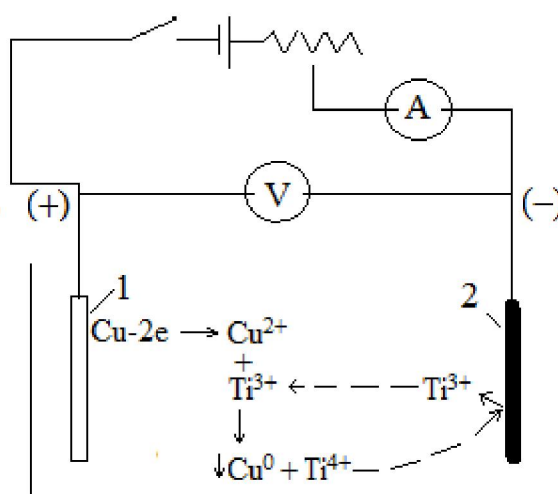 A
V
(+) (−)
1 2
Cu-2e → Cu²⁺
+
Ti³⁺ ← Ti³⁺
↓
↓Cu⁰ + Ti⁴⁺